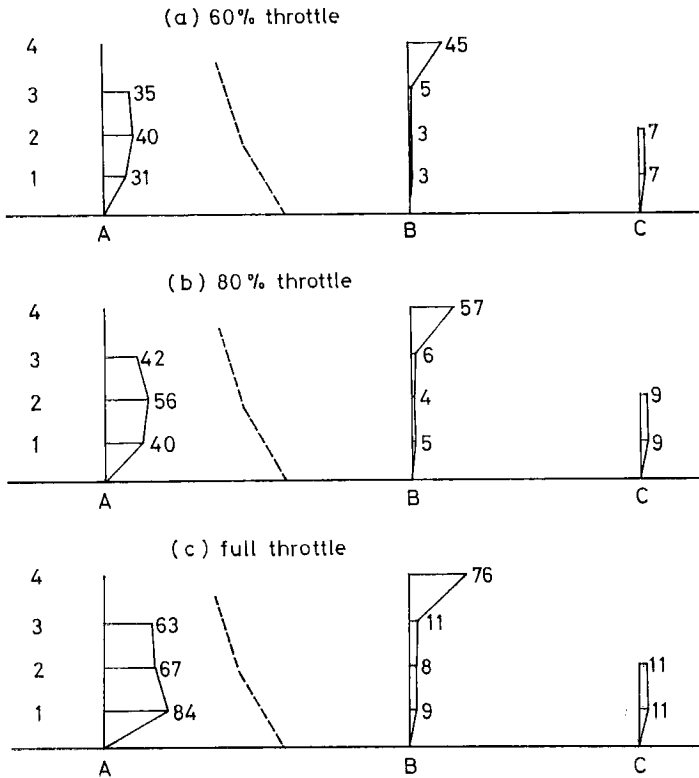 (a) 60% throttle
4 45
3 35 5
2 40 3 7
1 31 3 7
A B C
(b) 80% throttle
4 57
3 42 6
2 56 4 9
1 40 5 9
A B C
(c) full throttle
4 76
3 63 11
2 67 8 11
1 84 9 11
A B C